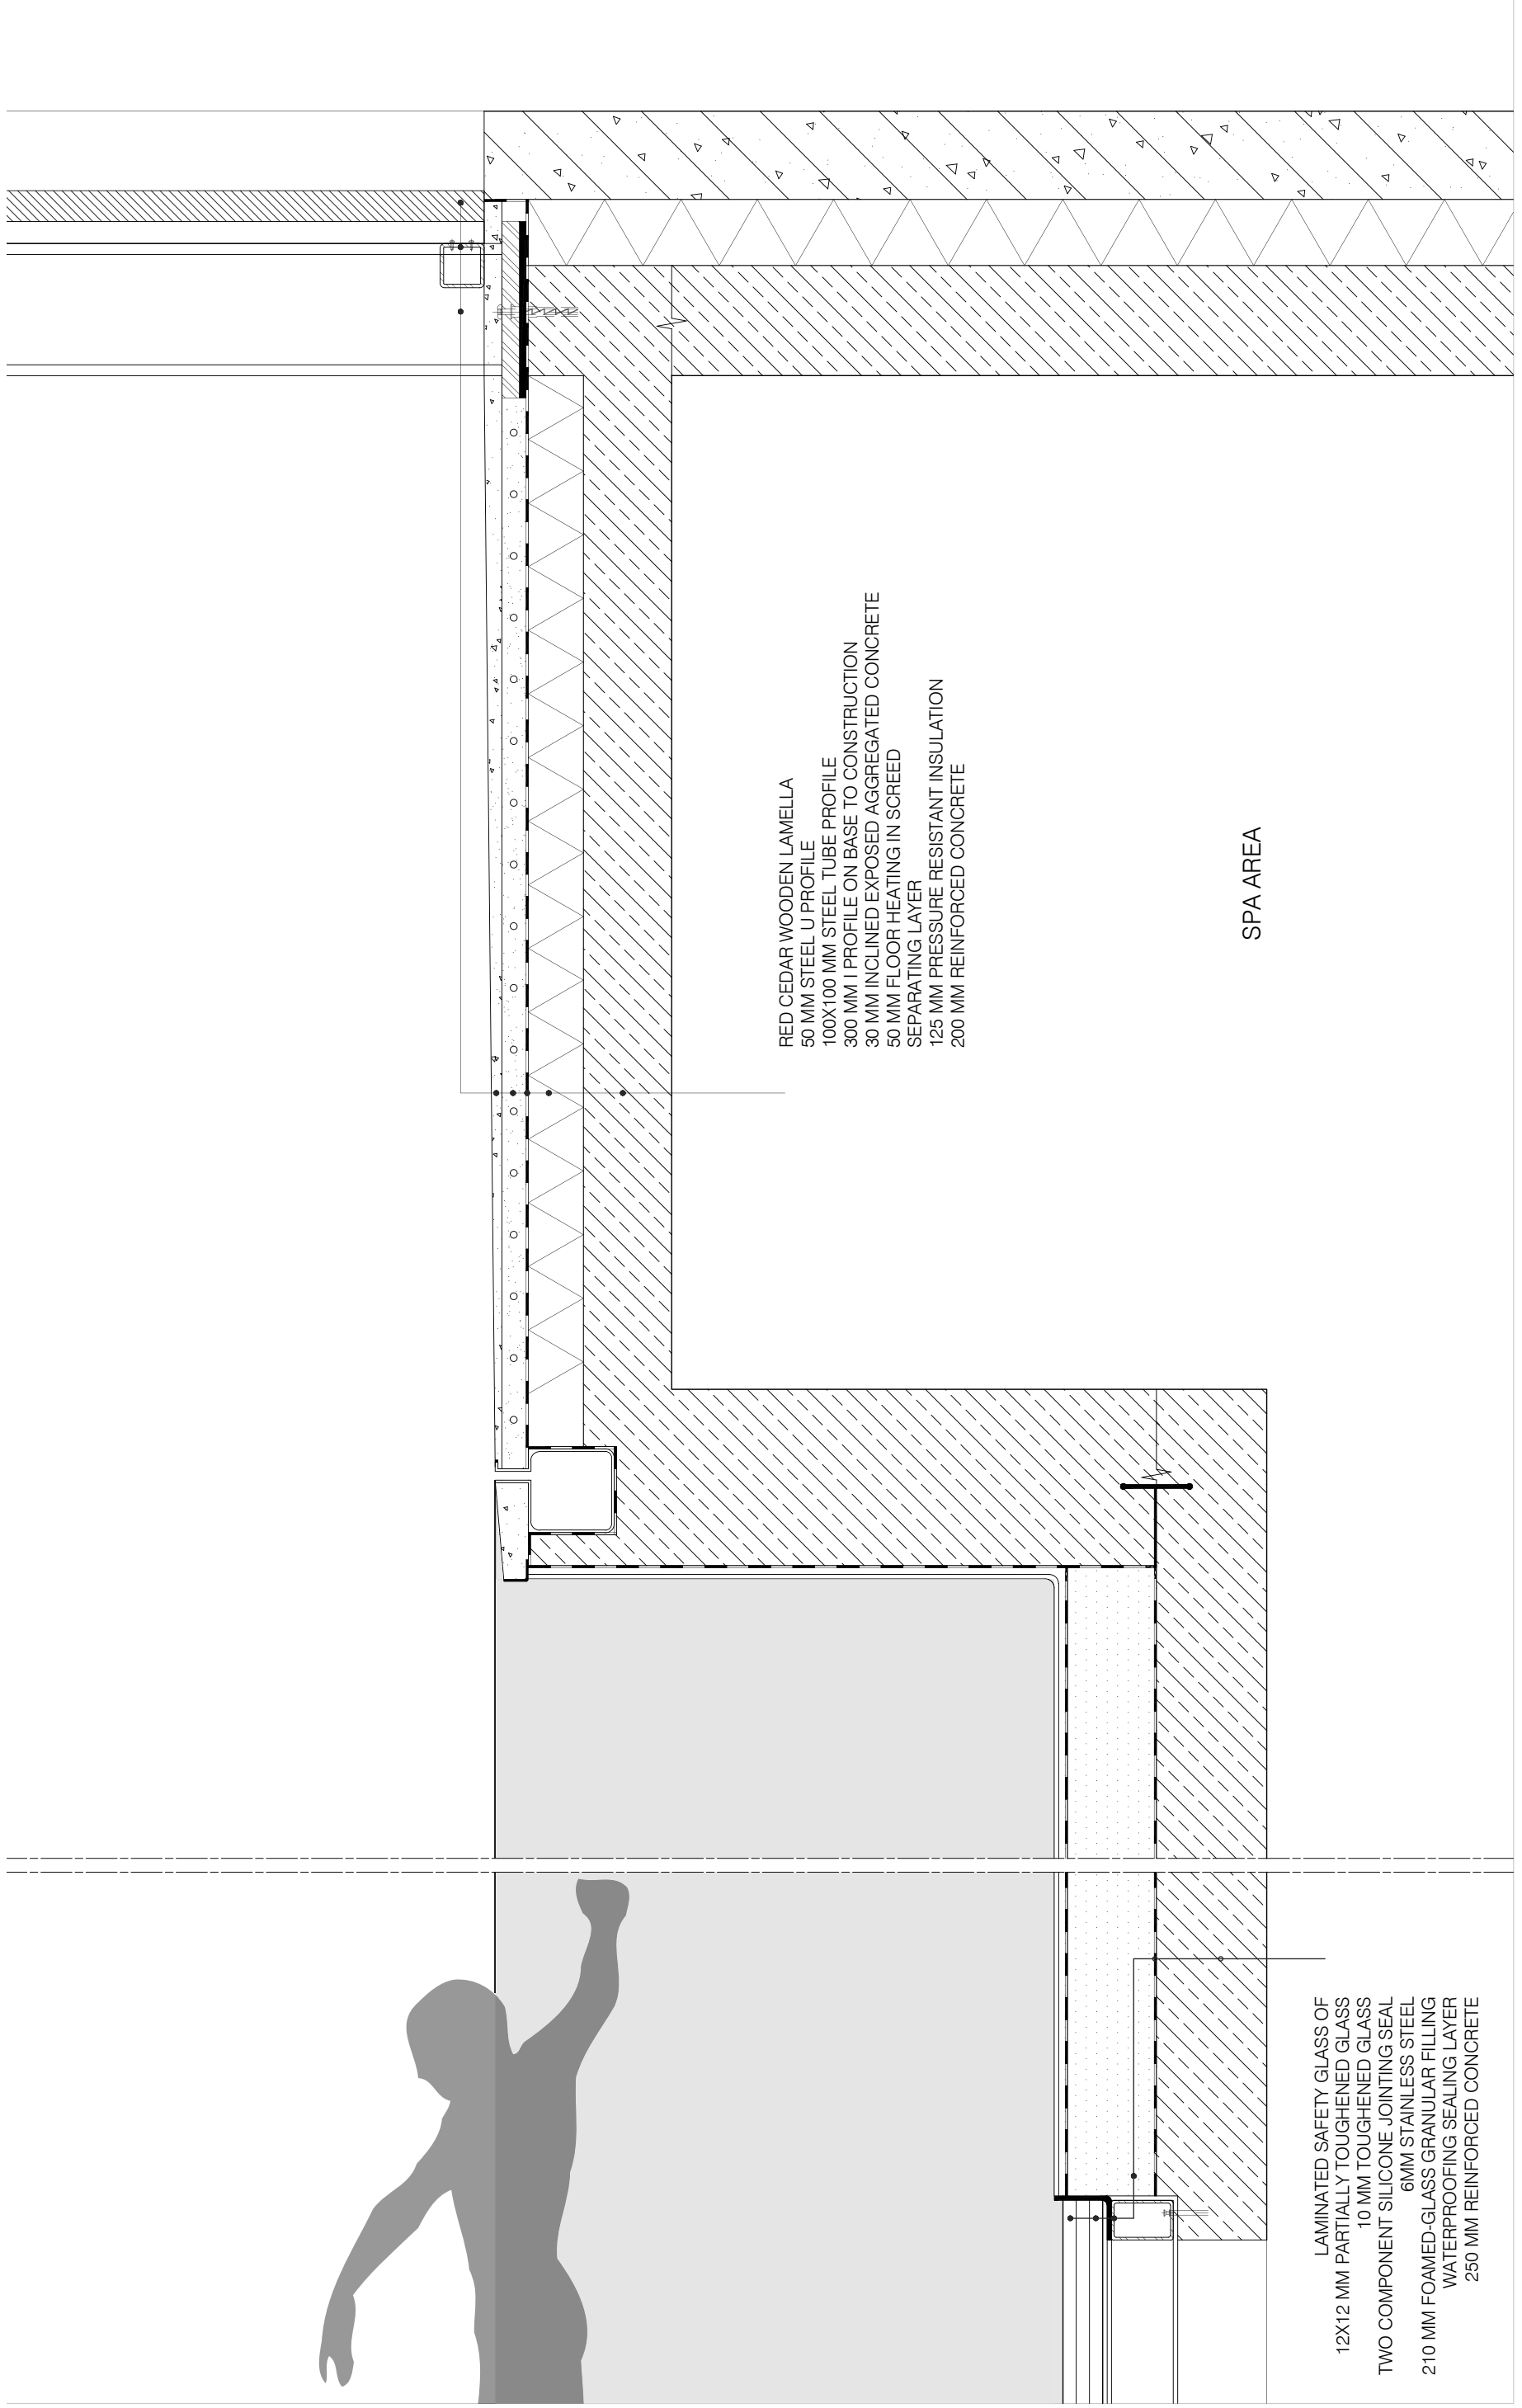 RED CEDAR WOODEN LAMELLA
50 MM STEEL U PROFILE
100X100 MM STEEL TUBE PROFILE
300 MM I PROFILE ON BASE TO CONSTRUCTION
30 MM INCLINED EXPOSED AGGREGATED CONCRETE
50 MM FLOOR HEATING IN SCREED
SEPARATING LAYER
125 MM PRESSURE RESISTANT INSULATION
200 MM REINFORCED CONCRETE
SPA AREA
LAMINATED SAFETY GLASS OF
12X12 MM PARTIALLY TOUGHENED GLASS
10 MM TOUGHENED GLASS
TWO COMPONENT SILICONE JOINTING SEAL
6MM STAINLESS STEEL
210 MM FOAMED-GLASS GRANULAR FILLING
WATERPROOFING SEALING LAYER
250 MM REINFORCED CONCRETE